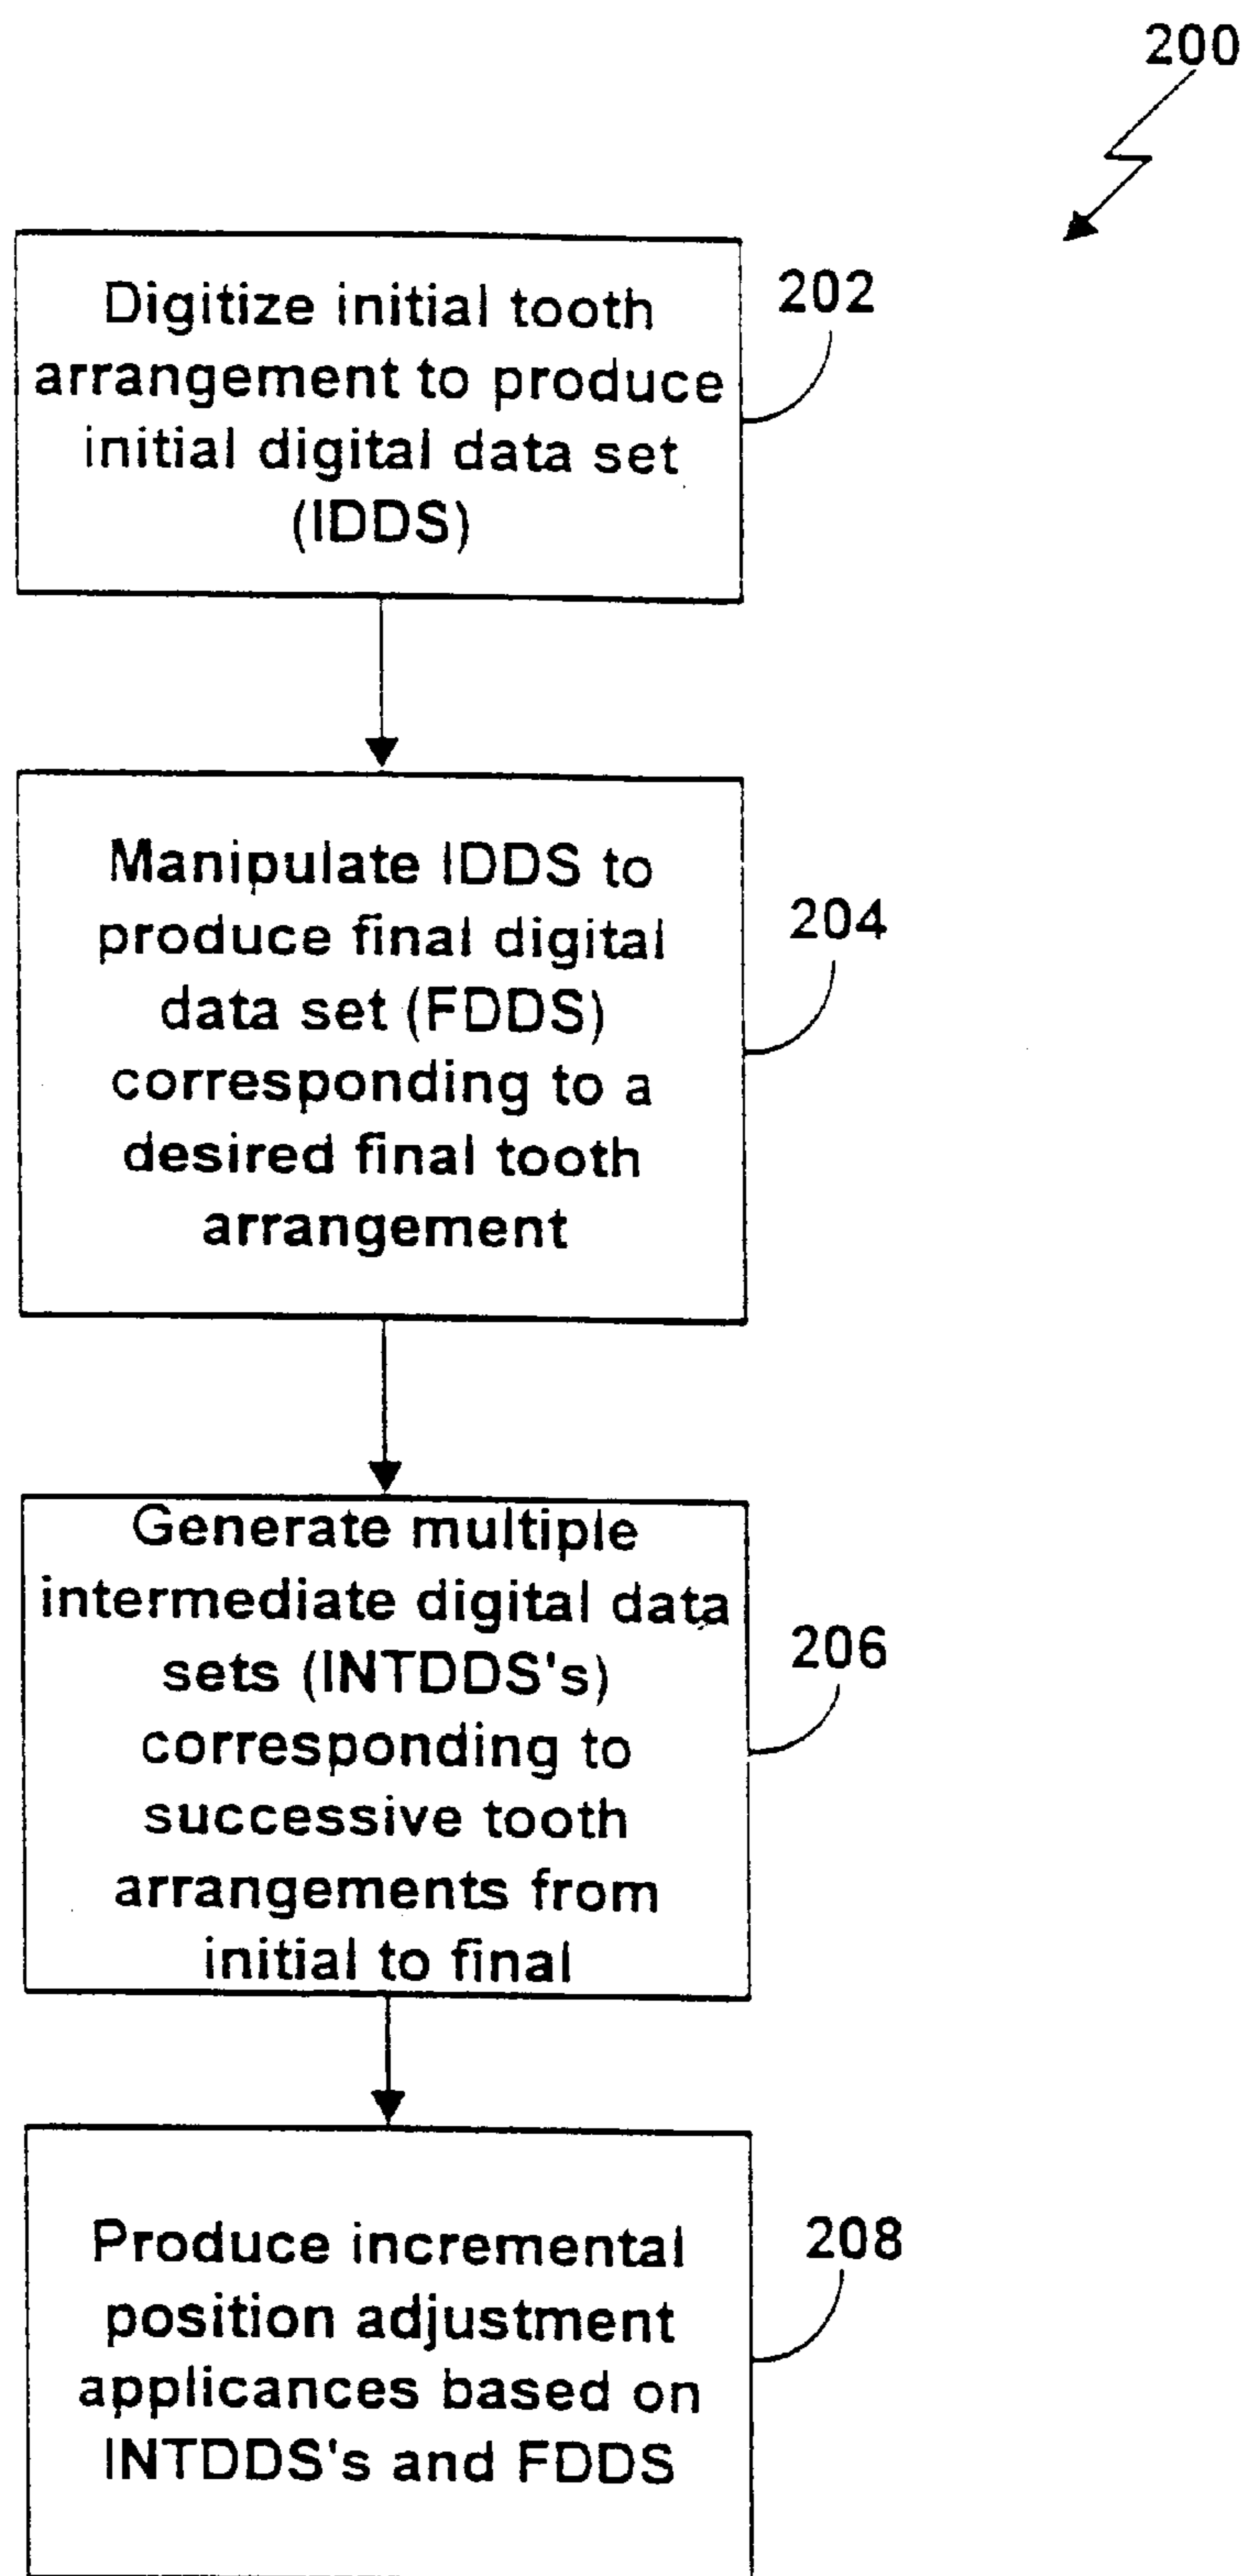 200
Digitize initial tooth
arrangement to produce
initial digital data set
(IDDS)
202
Manipulate IDDS to
produce final digital
data set (FDDS)
corresponding to a
desired final tooth
arrangement
204
Generate multiple
intermediate digital data
sets (INTDDS's)
corresponding to
successive tooth
arrangements from
initial to final
206
Produce incremental
position adjustment
applicances based on
INTDDS's and FDDS
208